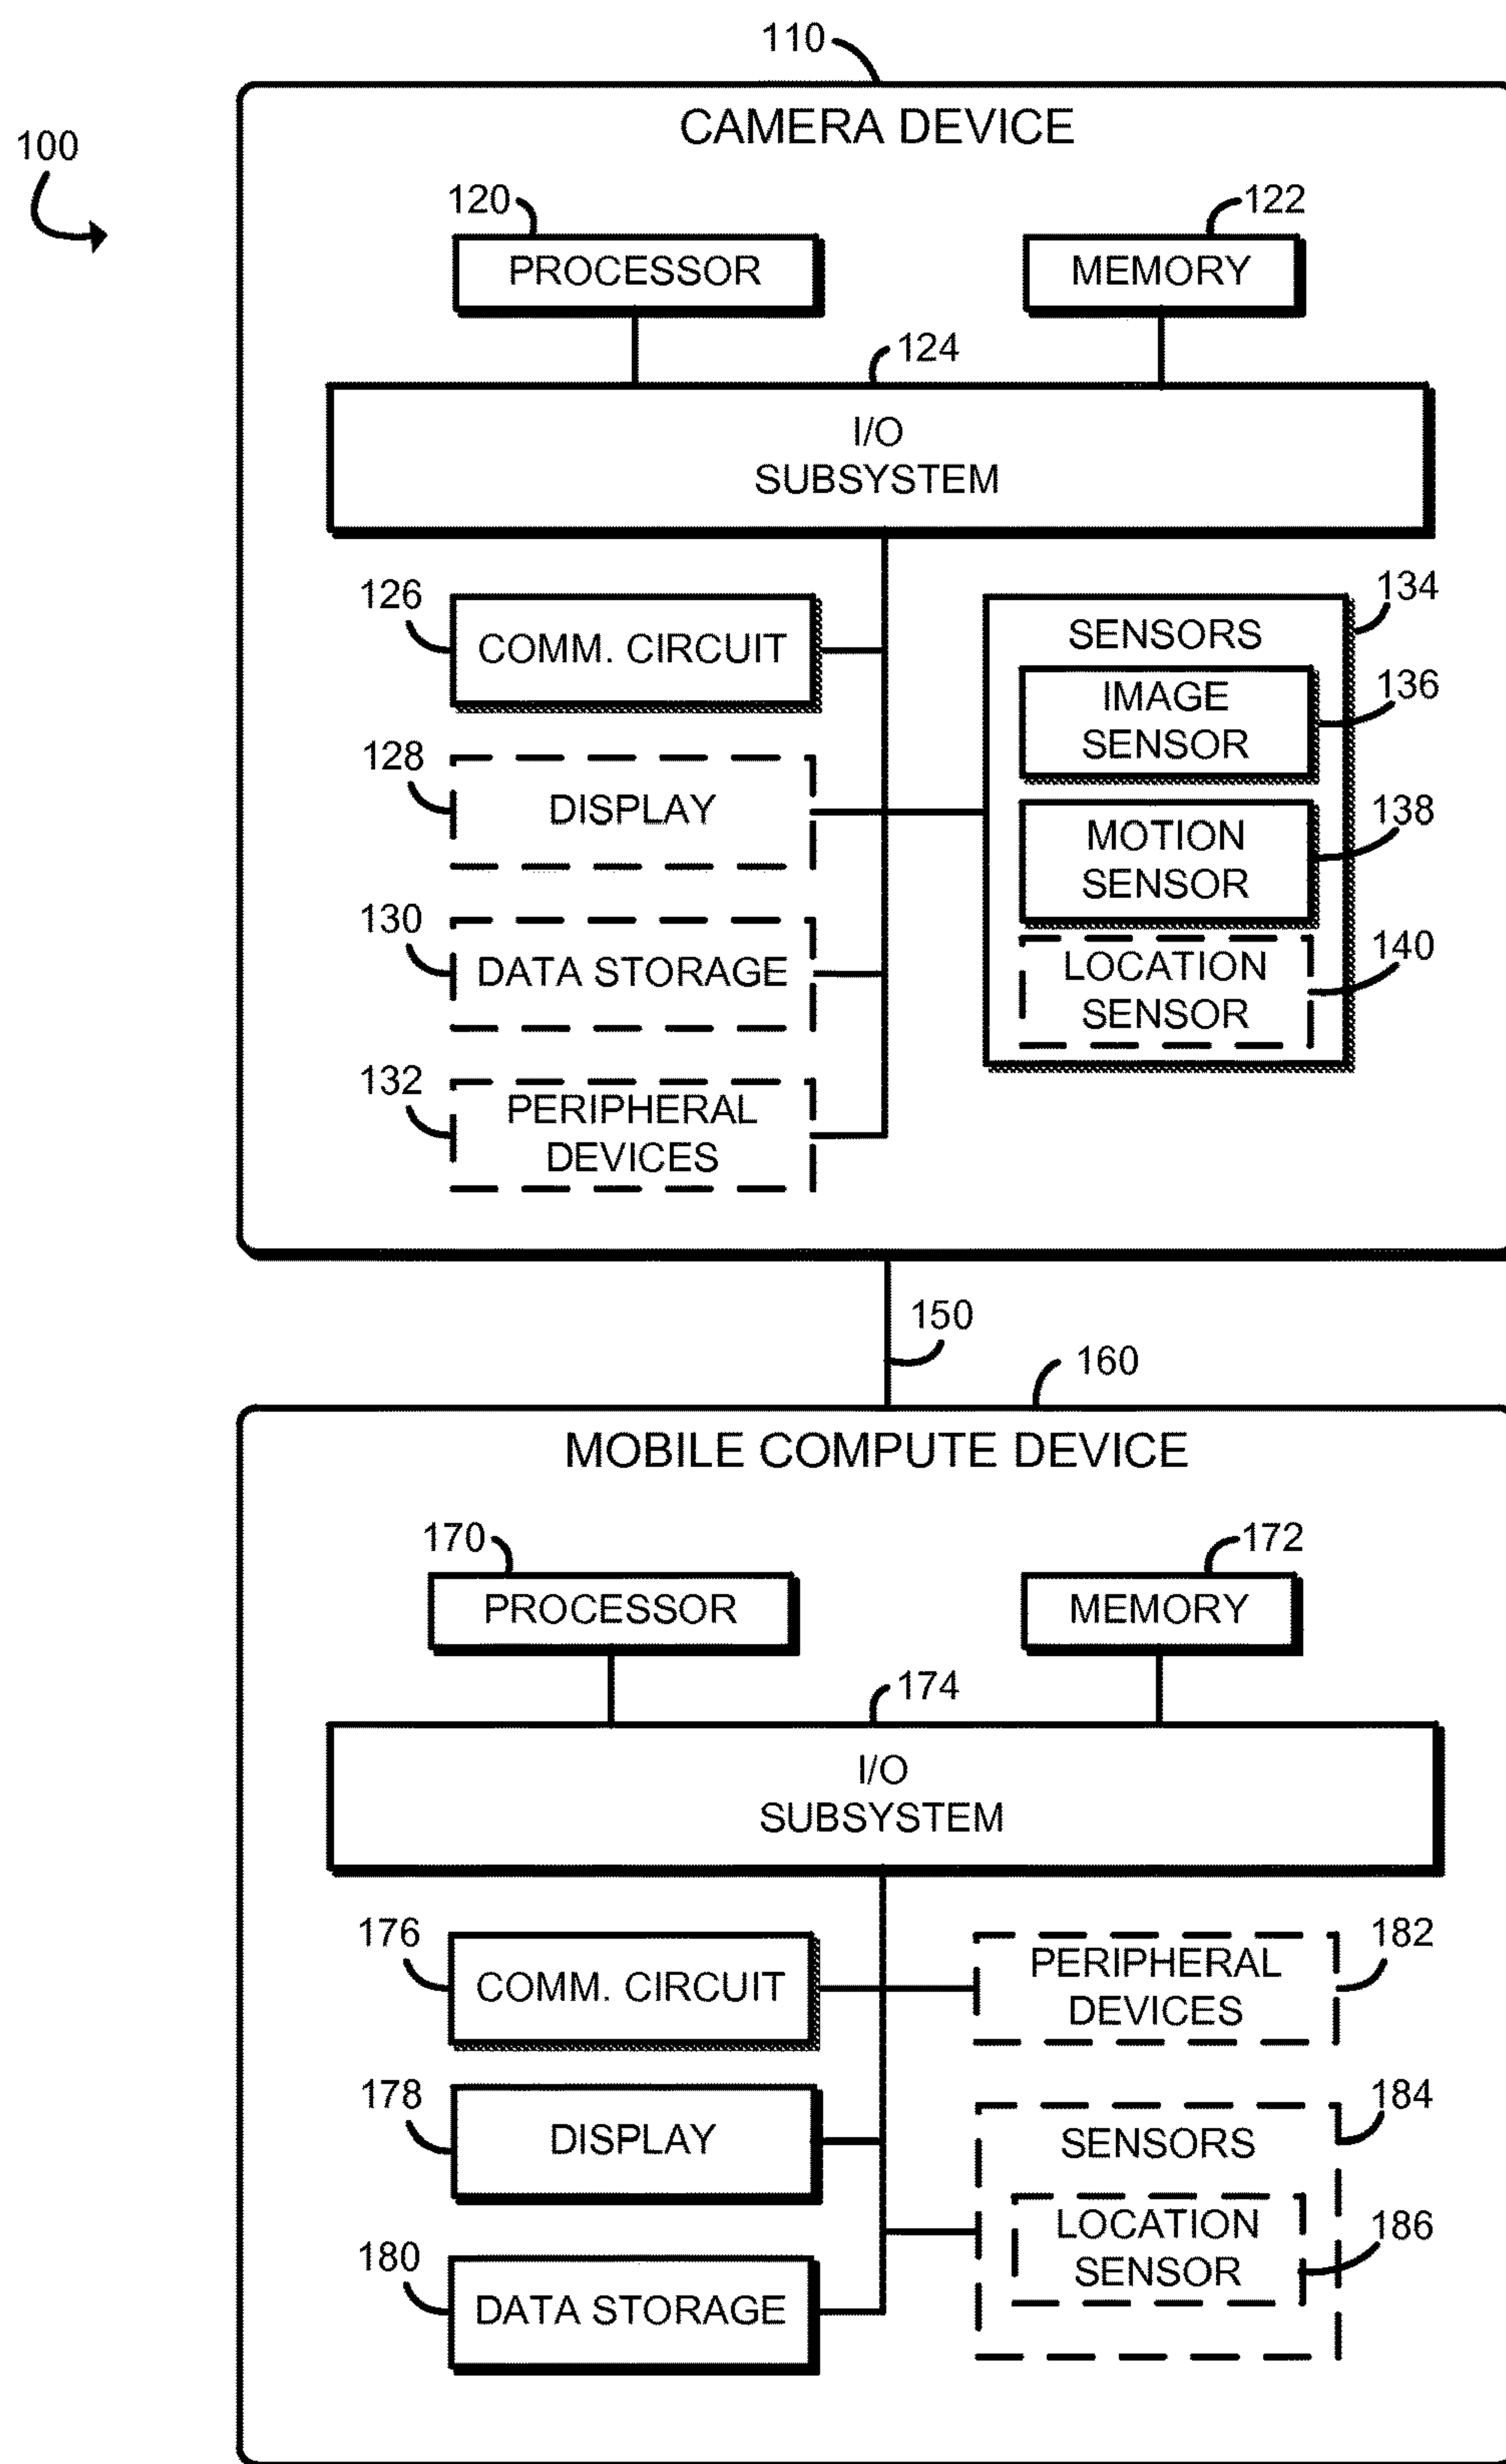 110
CAMERA DEVICE
100
120
122
PROCESSOR
MEMORY
124
I/O
SUBSYSTEM
126
COMM. CIRCUIT
128
DISPLAY
130
DATA STORAGE
132
PERIPHERAL
DEVICES
134
SENSORS
136
IMAGE
SENSOR
138
MOTION
SENSOR
140
LOCATION
SENSOR
150
160
MOBILE COMPUTE DEVICE
170
172
PROCESSOR
MEMORY
174
I/O
SUBSYSTEM
176
COMM. CIRCUIT
178
DISPLAY
180
DATA STORAGE
182
PERIPHERAL
DEVICES
184
SENSORS
186
LOCATION
SENSOR